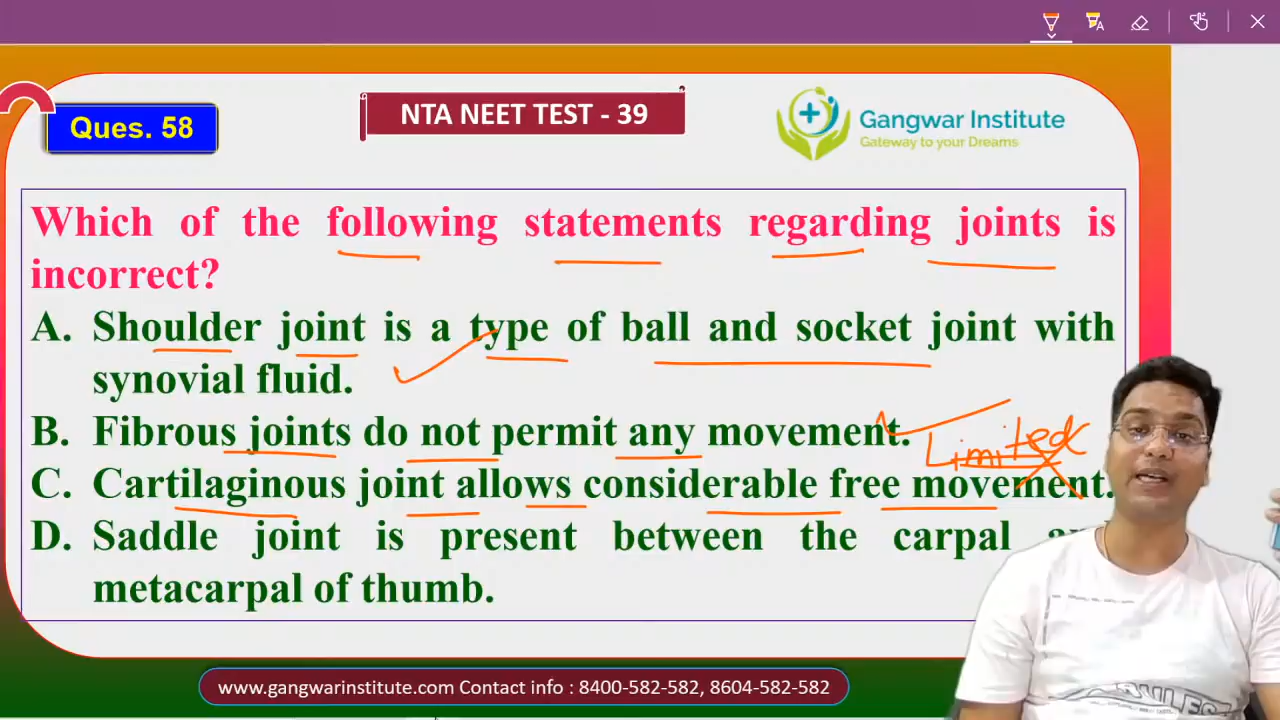 Ques. 58
NTA NEET TEST - 39
Gangwar Institute
Gateway to your Dreams
Which of the following statements regarding joints is
incorrect?
A. Shoulder joint is a type of ball and socket joint with
synovial fluid.
B. Fibrous joints do not permit any movement.
Limited
C. Cartilaginous joint allows considerable free movement.
D. Saddle joint is present between the carpal
metacarpal of thumb.
www.gangwarinstitute.com Contact info : 8400-582-582, 8604-582-582